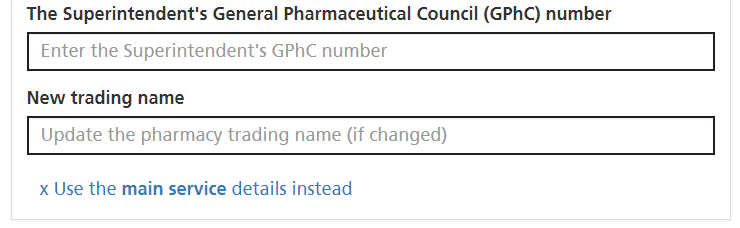 The Superintendent's General Pharmaceutical Council (GPhC) number
Enter the Superintendent's GPhC number
New trading name
Update the pharmacy trading name (if changed)
x Use the main service details instead